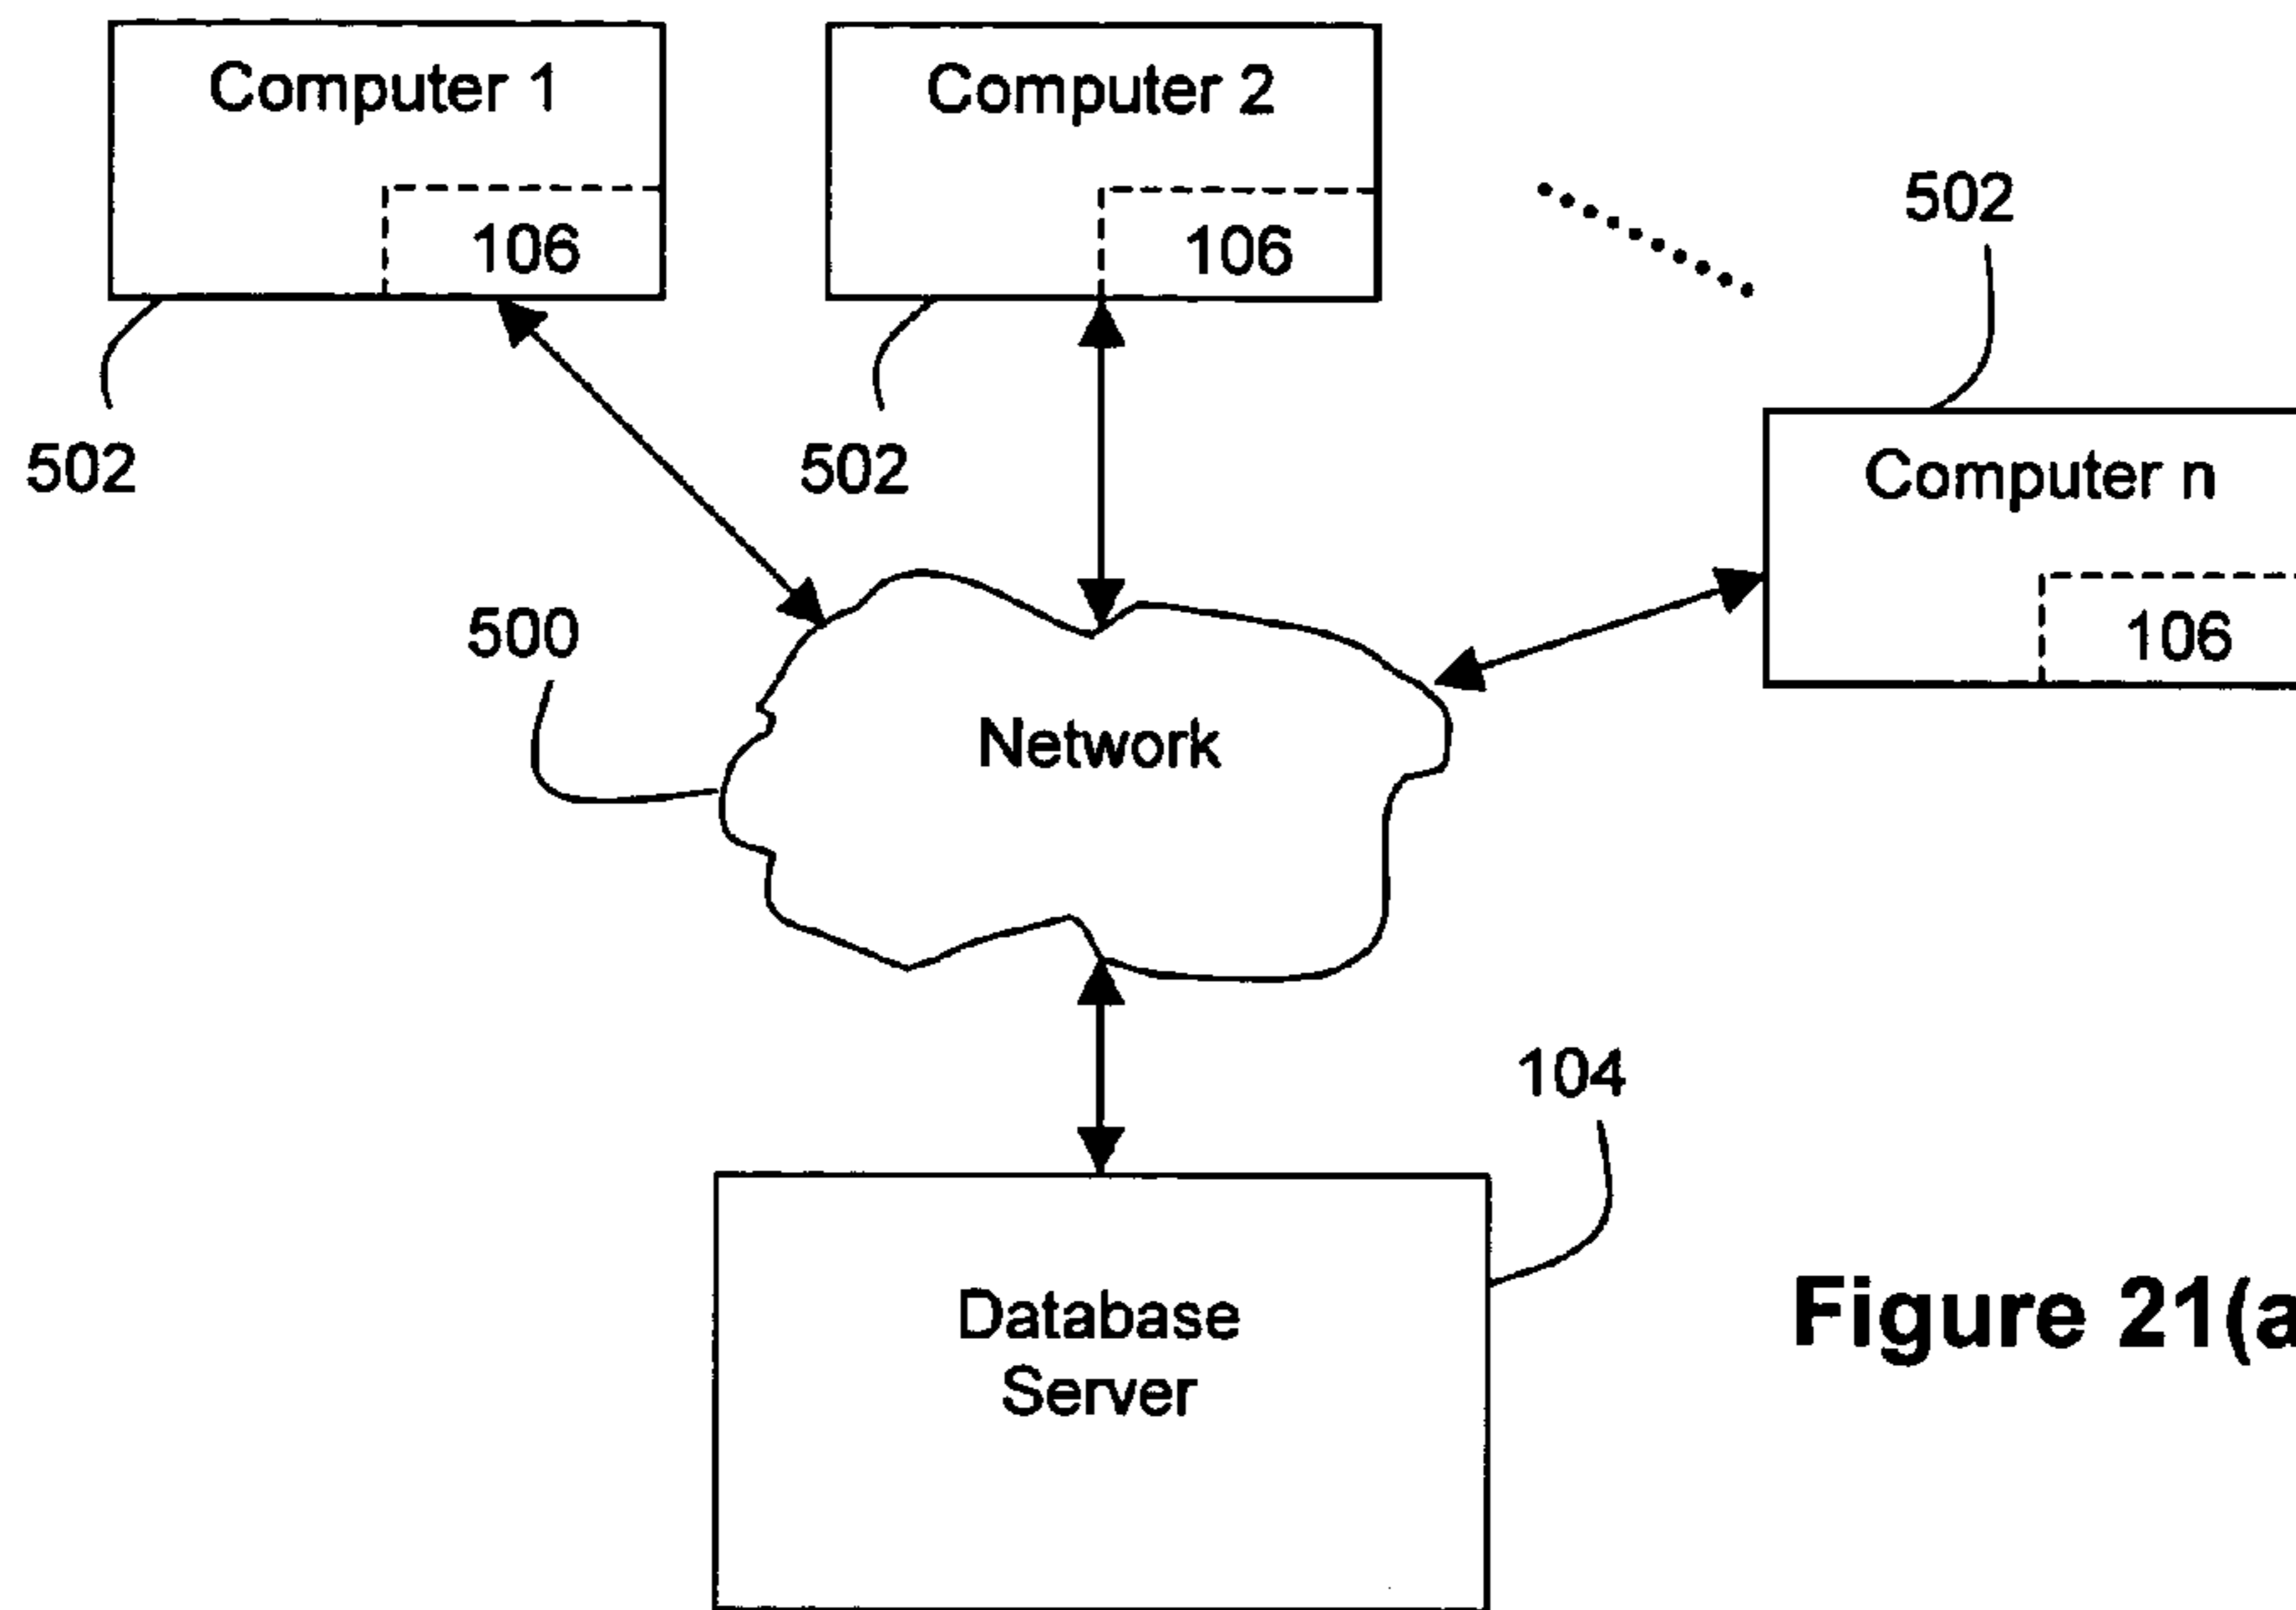 Computer 1
Computer 2
106
106
502
502
502
Computer n
106
500
Network
104
Database
Server
Figure 21(a